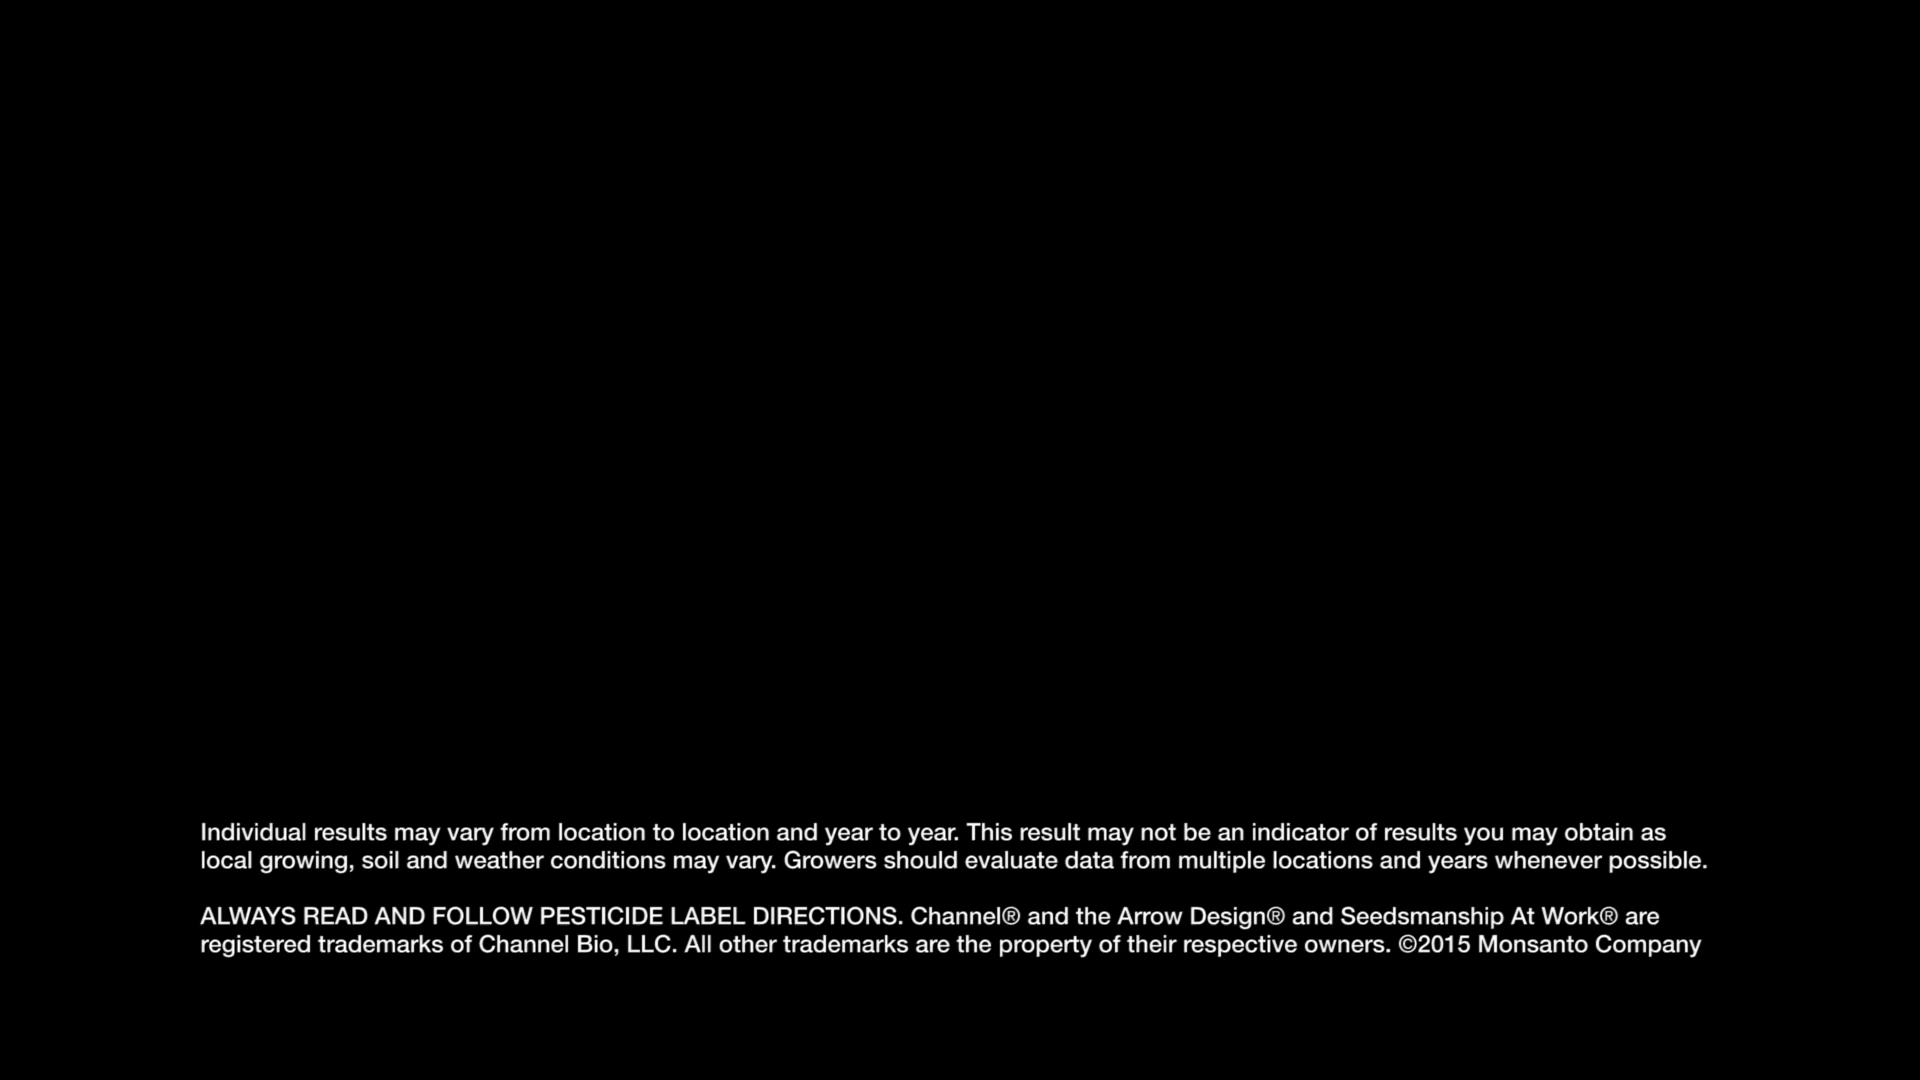 Individual results may vary from location to location and year to year. This result may not be an indicator of results you may obtain as
local growing, soil and weather conditions may vary. Growers should evaluate data from multiple locations and years whenever possible.
ALWAYS READ AND FOLLOW PESTICIDE LABEL DIRECTIONS. Channel® and the Arrow Design® and Seedsmanship At Work® are
registered trademarks of Channel Bio, LLC. All other trademarks are the property of their respective owners. ©2015 Monsanto Company